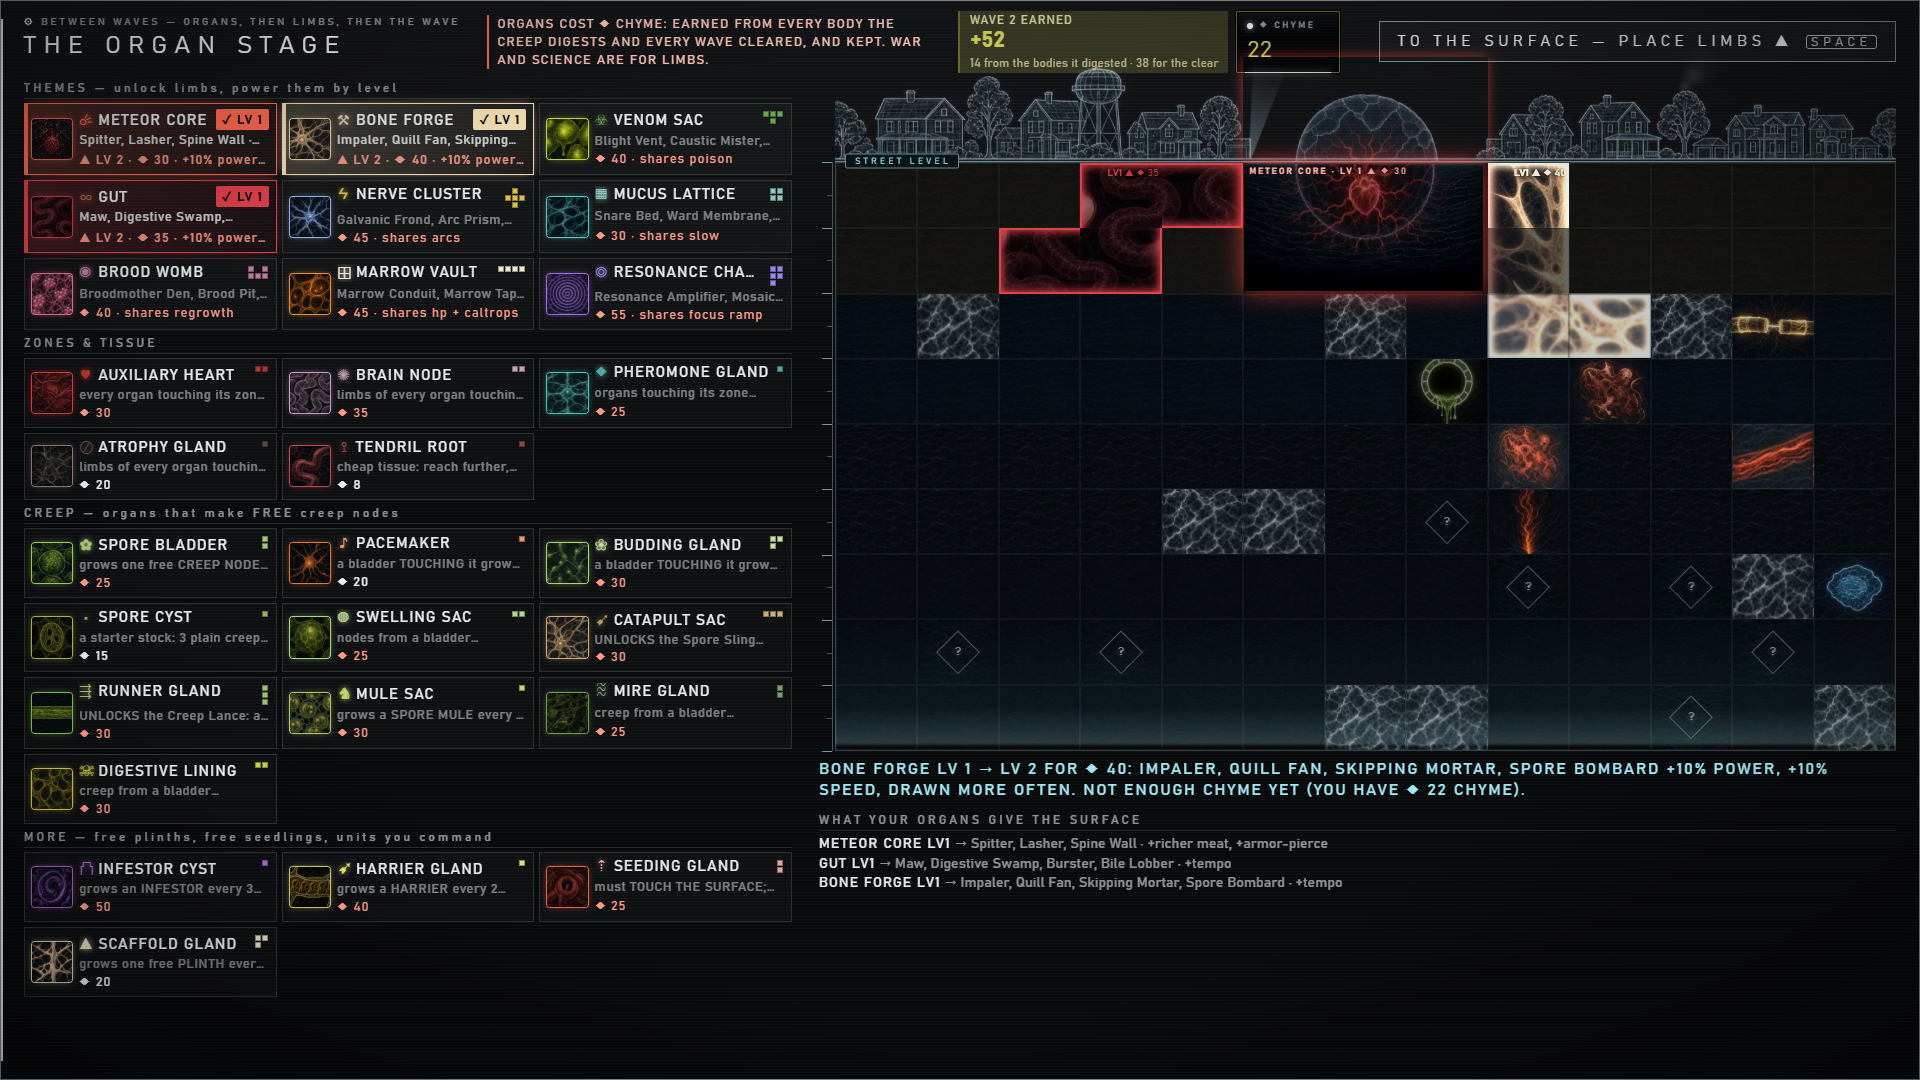 BETWEEN WAVES — ORGANS, THEN LIMBS, THEN THE WAVE
THE ORGAN STAGE
ORGANS COST ◆ CHYME: EARNED FROM EVERY BODY THE
CREEP DIGESTS AND EVERY WAVE CLEARED, AND KEPT. WAR
AND SCIENCE ARE FOR LIMBS.
WAVE 2 EARNED
+52
14 from the bodies it digested · 38 for the clear
◆ CHYME
22
TO THE SURFACE — PLACE LIMBS ▲ SPACE
THEMES — unlock limbs, power them by level
METEOR CORE ✓ LV 1
Spitter, Lasher, Spine Wall ·…
▲ LV 2 · ◆ 30 · +10% power…
BONE FORGE ✓ LV 1
Impaler, Quill Fan, Skipping…
▲ LV 2 · ◆ 40 · +10% power…
VENOM SAC
Blight Vent, Caustic Mister,…
◆ 40 · shares poison
GUT ✓ LV 1
Maw, Digestive Swamp,…
▲ LV 2 · ◆ 35 · +10% power…
NERVE CLUSTER
Galvanic Frond, Arc Prism,…
◆ 45 · shares arcs
MUCUS LATTICE
Snare Bed, Ward Membrane,…
◆ 30 · shares slow
BROOD WOMB
Broodmother Den, Brood Pit,…
◆ 40 · shares regrowth
MARROW VAULT
Marrow Conduit, Marrow Tap…
◆ 45 · shares hp + caltrops
RESONANCE CHA…
Resonance Amplifier, Mosaic…
◆ 55 · shares focus ramp
ZONES & TISSUE
AUXILIARY HEART
every organ touching its zon…
◆ 30
BRAIN NODE
limbs of every organ touchin…
◆ 35
PHEROMONE GLAND
organs touching its zone…
◆ 25
ATROPHY GLAND
limbs of every organ touchin…
◆ 20
TENDRIL ROOT
cheap tissue: reach further,…
◆ 8
CREEP — organs that make FREE creep nodes
SPORE BLADDER
grows one free CREEP NODE…
◆ 25
PACEMAKER
a bladder TOUCHING it grow…
◆ 20
BUDDING GLAND
a bladder TOUCHING it grow…
◆ 30
SPORE CYST
a starter stock: 3 plain creep…
◆ 15
SWELLING SAC
nodes from a bladder…
◆ 25
CATAPULT SAC
UNLOCKS the Spore Sling…
◆ 30
RUNNER GLAND
UNLOCKS the Creep Lance: a…
◆ 30
MULE SAC
grows a SPORE MULE every …
◆ 30
MIRE GLAND
creep from a bladder…
◆ 25
DIGESTIVE LINING
creep from a bladder…
◆ 30
MORE — free plinths, free seedlings, units you command
INFESTOR CYST
grows an INFESTOR every 3…
◆ 50
HARRIER GLAND
grows a HARRIER every 2…
◆ 40
SEEDING GLAND
must TOUCH THE SURFACE;…
◆ 25
SCAFFOLD GLAND
grows one free PLINTH ever…
◆ 20
STREET LEVEL
LV1 ▲ ◆ 35
METEOR CORE · LV 1 ▲ ◆ 30
LV1 ▲ ◆ 40
?
?
?
?
?
?
?
BONE FORGE LV 1 → LV 2 FOR ◆ 40: IMPALER, QUILL FAN, SKIPPING MORTAR, SPORE BOMBARD +10% POWER, +10%
SPEED, DRAWN MORE OFTEN. NOT ENOUGH CHYME YET (YOU HAVE ◆ 22 CHYME).
WHAT YOUR ORGANS GIVE THE SURFACE
METEOR CORE LV1 → Spitter, Lasher, Spine Wall · +richer meat, +armor-pierce
GUT LV1 → Maw, Digestive Swamp, Burster, Bile Lobber · +tempo
BONE FORGE LV1 → Impaler, Quill Fan, Skipping Mortar, Spore Bombard · +tempo